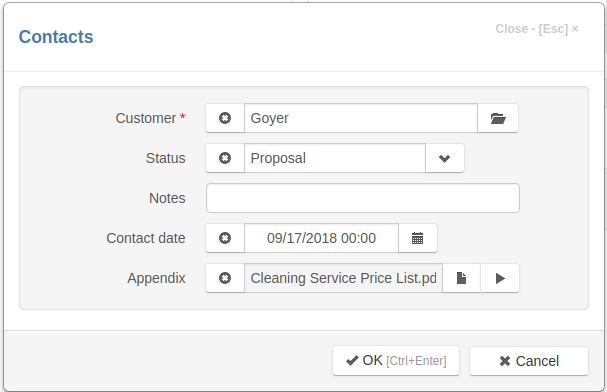 Contacts
Close - [Esc] ×
Customer *
Goyer
Status
Proposal
Notes
Contact date
09/17/2018 00:00
Appendix
Cleaning Service Price List.pd
OK [Ctrl+Enter]
Cancel